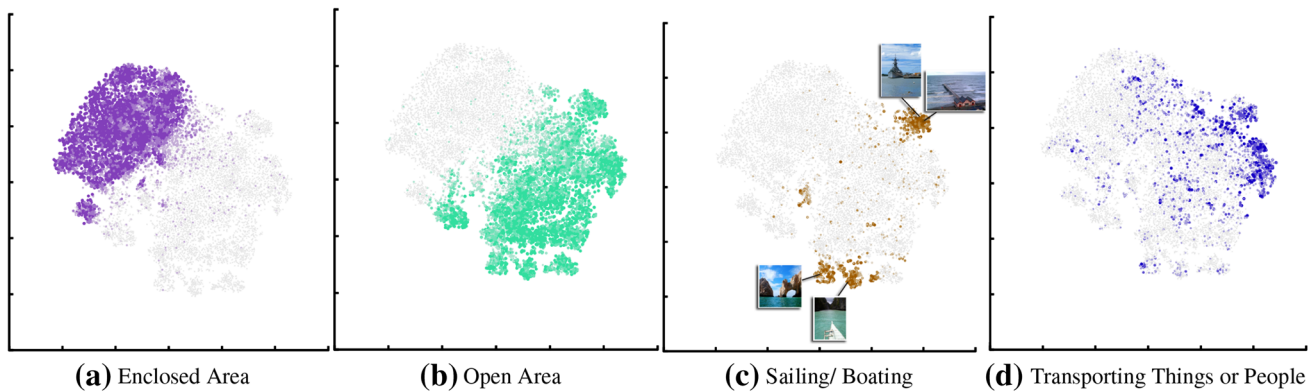 (a) Enclosed Area
(b) Open Area
(c) Sailing/ Boating
(d) Transporting Things or People